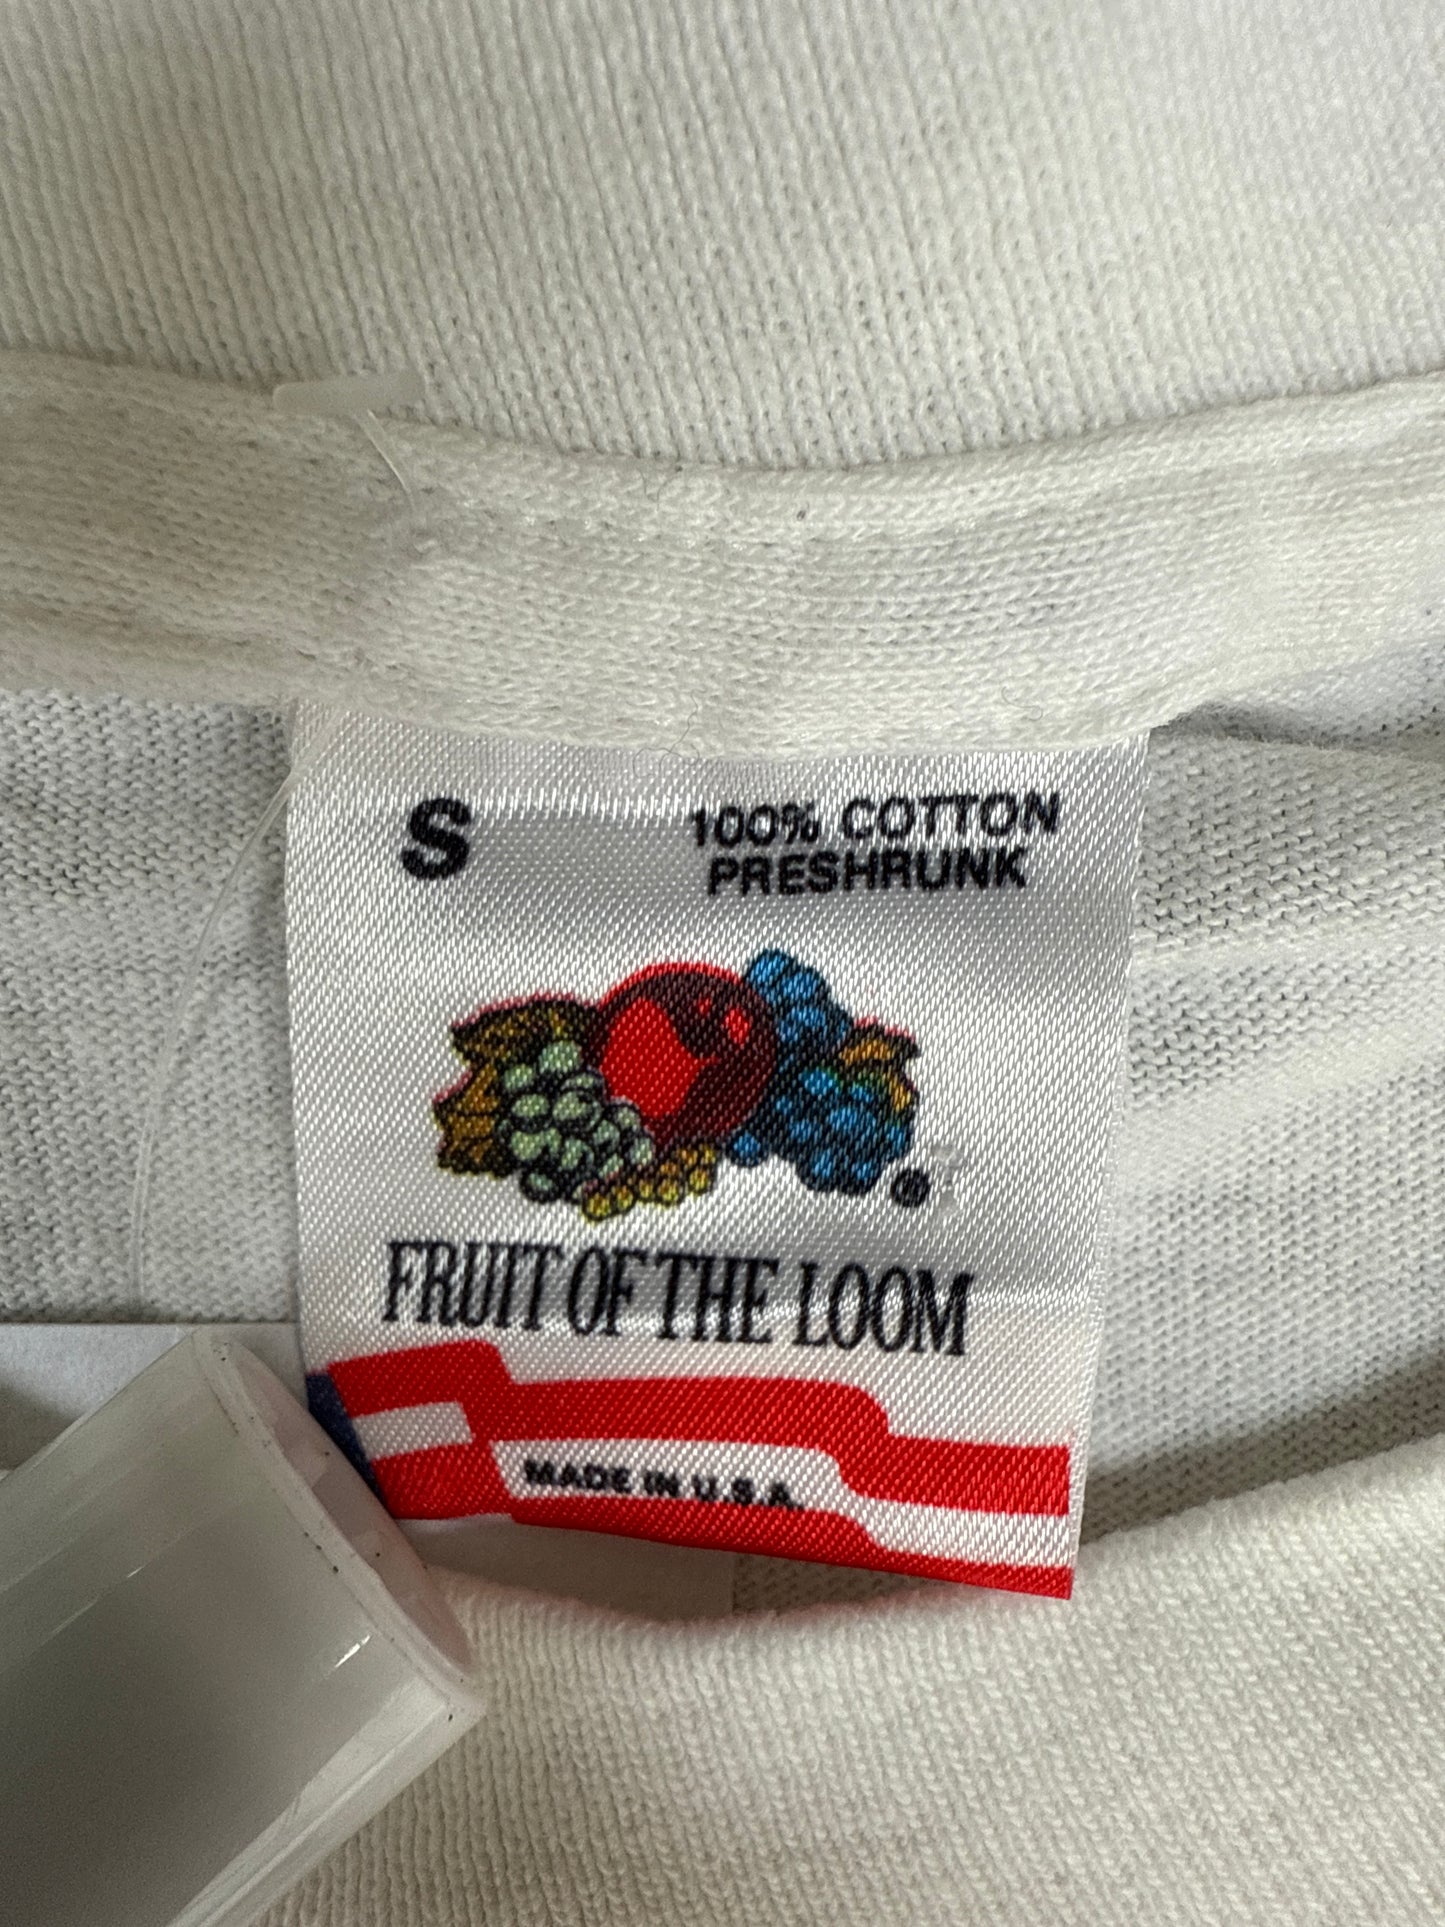 S
100% COTTON
PRESHRUNK
FRUIT OF THE LOOM
MADE IN U.S.A.